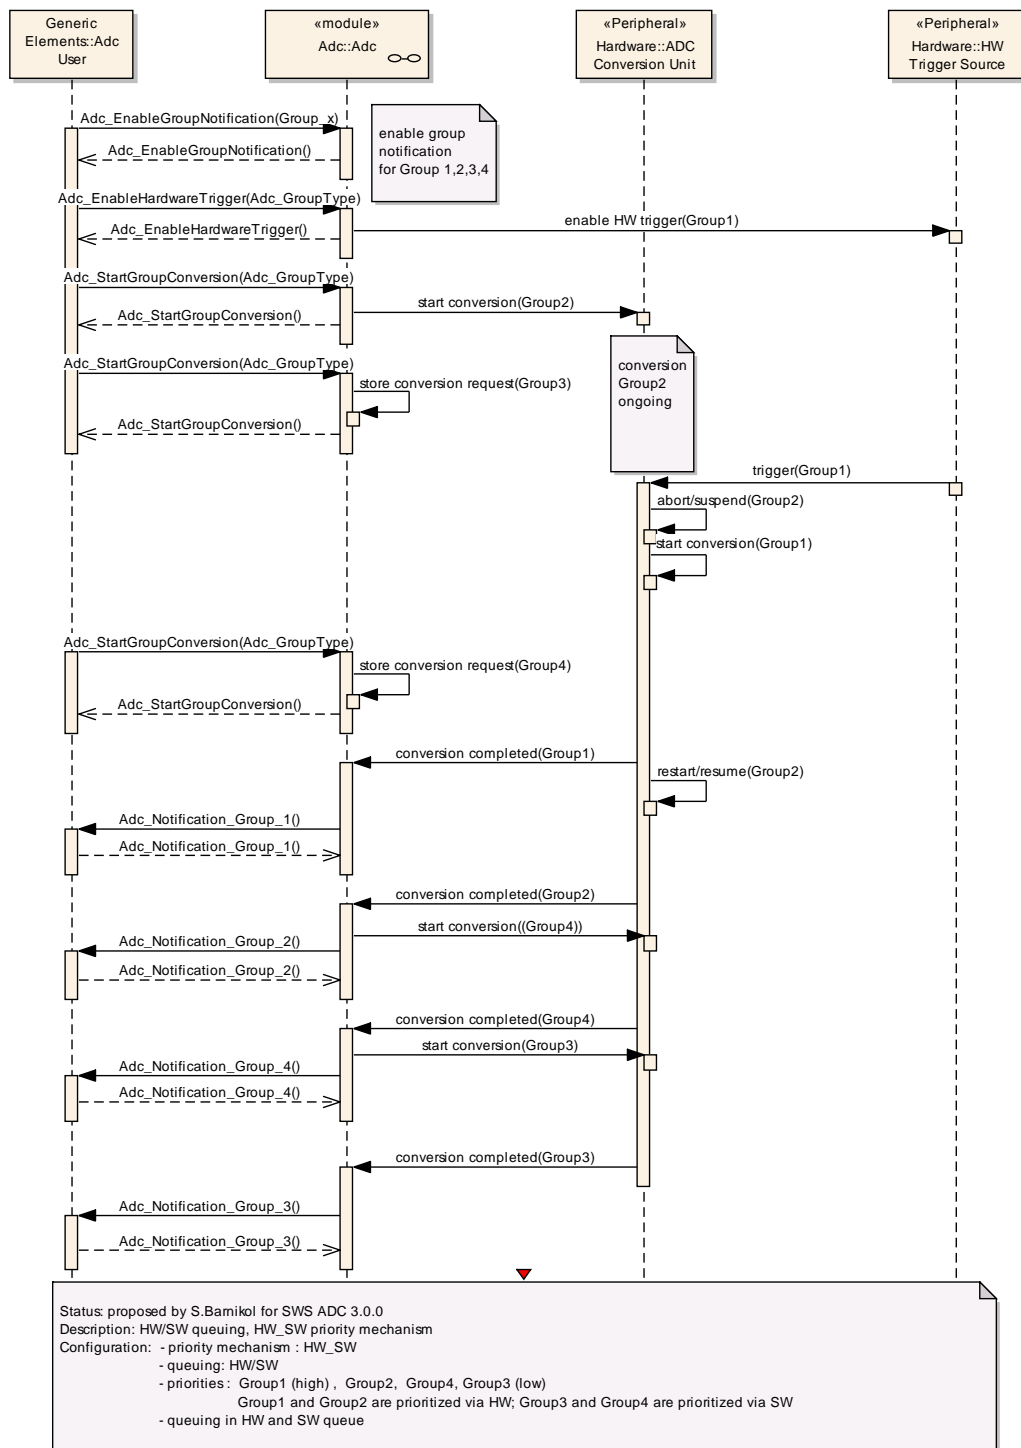 Generic
Elements::Adc
User
«module»
Adc::Adc
«Peripheral»
Hardware::ADC
Conversion Unit
«Peripheral»
Hardware::HW
Trigger Source
Adc_EnableGroupNotification(Group_x)
enable group
notification
for Group 1,2,3,4
Adc_EnableGroupNotification()
Adc_EnableHardwareTrigger(Adc_GroupType)
enable HW trigger(Group1)
Adc_EnableHardwareTrigger()
Adc_StartGroupConversion(Adc_GroupType)
start conversion(Group2)
Adc_StartGroupConversion()
conversion
Group2
ongoing
Adc_StartGroupConversion(Adc_GroupType)
store conversion request(Group3)
Adc_StartGroupConversion()
trigger(Group1)
abort/suspend(Group2)
start conversion(Group1)
Adc_StartGroupConversion(Adc_GroupType)
store conversion request(Group4)
Adc_StartGroupConversion()
conversion completed(Group1)
restart/resume(Group2)
Adc_Notification_Group_1()
Adc_Notification_Group_1()
conversion completed(Group2)
start conversion((Group4))
Adc_Notification_Group_2()
Adc_Notification_Group_2()
conversion completed(Group4)
start conversion(Group3)
Adc_Notification_Group_4()
Adc_Notification_Group_4()
conversion completed(Group3)
Adc_Notification_Group_3()
Adc_Notification_Group_3()
Status: proposed by S.Barnikol for SWS ADC 3.0.0
Description: HW/SW queuing, HW_SW priority mechanism
Configuration: - priority mechanism : HW_SW
- queuing: HW/SW
- priorities : Group1 (high) , Group2, Group4, Group3 (low)
Group1 and Group2 are prioritized via HW; Group3 and Group4 are prioritized via SW
- queuing in HW and SW queue